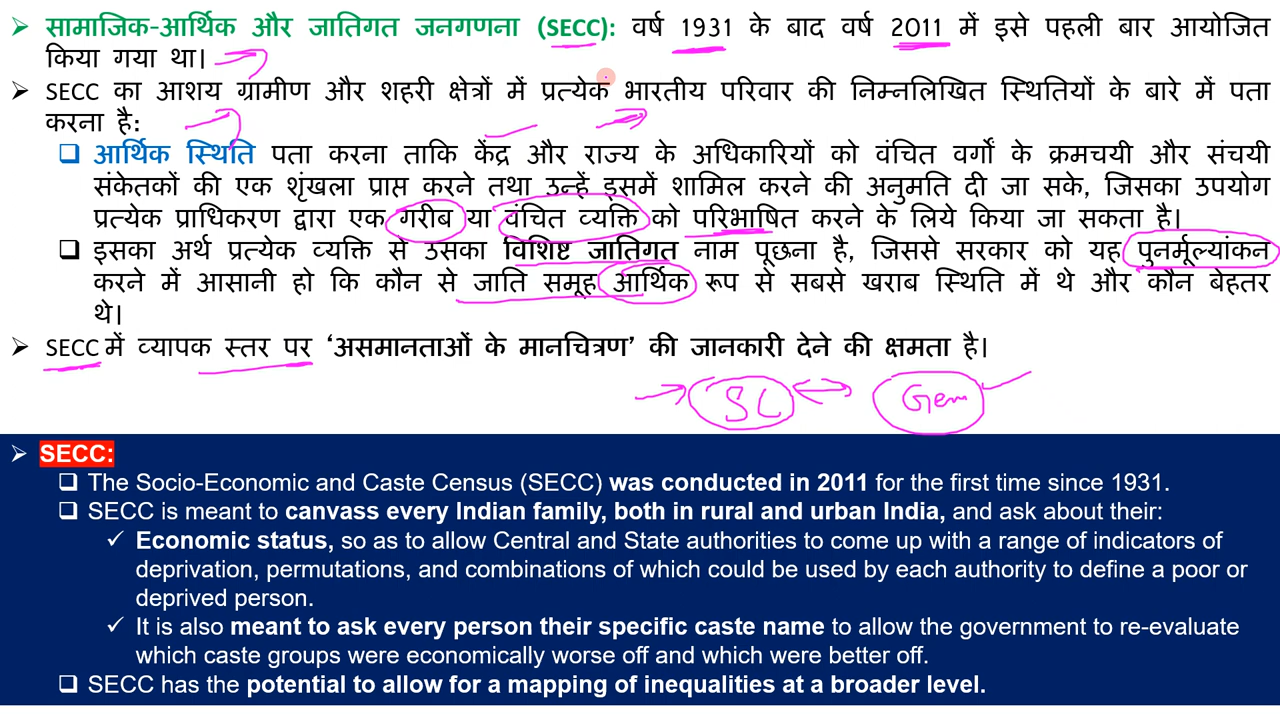 ➢ सामाजिक-आर्थिक और जातिगत जनगणना (SECC): वर्ष 1931 के बाद वर्ष 2011 में इसे पहली बार आयोजित
किया गया था।
➢ SECC का आशय ग्रामीण और शहरी क्षेत्रों में प्रत्येक भारतीय परिवार की निम्नलिखित स्थितियों के बारे में पता
करना है:
❑ आर्थिक स्थिति पता करना ताकि केंद्र और राज्य के अधिकारियों को वंचित वर्गों के क्रमचयी और संचयी
संकेतकों की एक शृंखला प्राप्त करने तथा उन्हें इसमें शामिल करने की अनुमति दी जा सके, जिसका उपयोग
प्रत्येक प्राधिकरण द्वारा एक गरीब या वंचित व्यक्ति को परिभाषित करने के लिये किया जा सकता है।
❑ इसका अर्थ प्रत्येक व्यक्ति से उसका विशिष्ट जातिगत नाम पूछना है, जिससे सरकार को यह पुनर्मूल्यांकन
करने में आसानी हो कि कौन से जाति समूह आर्थिक रूप से सबसे खराब स्थिति में थे और कौन बेहतर
थे।
➢ SECC में व्यापक स्तर पर ‘असमानताओं के मानचित्रण’ की जानकारी देने की क्षमता है।
SC Gen
➢ SECC:
❑ The Socio-Economic and Caste Census (SECC) was conducted in 2011 for the first time since 1931.
❑ SECC is meant to canvass every Indian family, both in rural and urban India, and ask about their:
✓ Economic status, so as to allow Central and State authorities to come up with a range of indicators of
deprivation, permutations, and combinations of which could be used by each authority to define a poor or
deprived person.
✓ It is also meant to ask every person their specific caste name to allow the government to re-evaluate
which caste groups were economically worse off and which were better off.
❑ SECC has the potential to allow for a mapping of inequalities at a broader level.